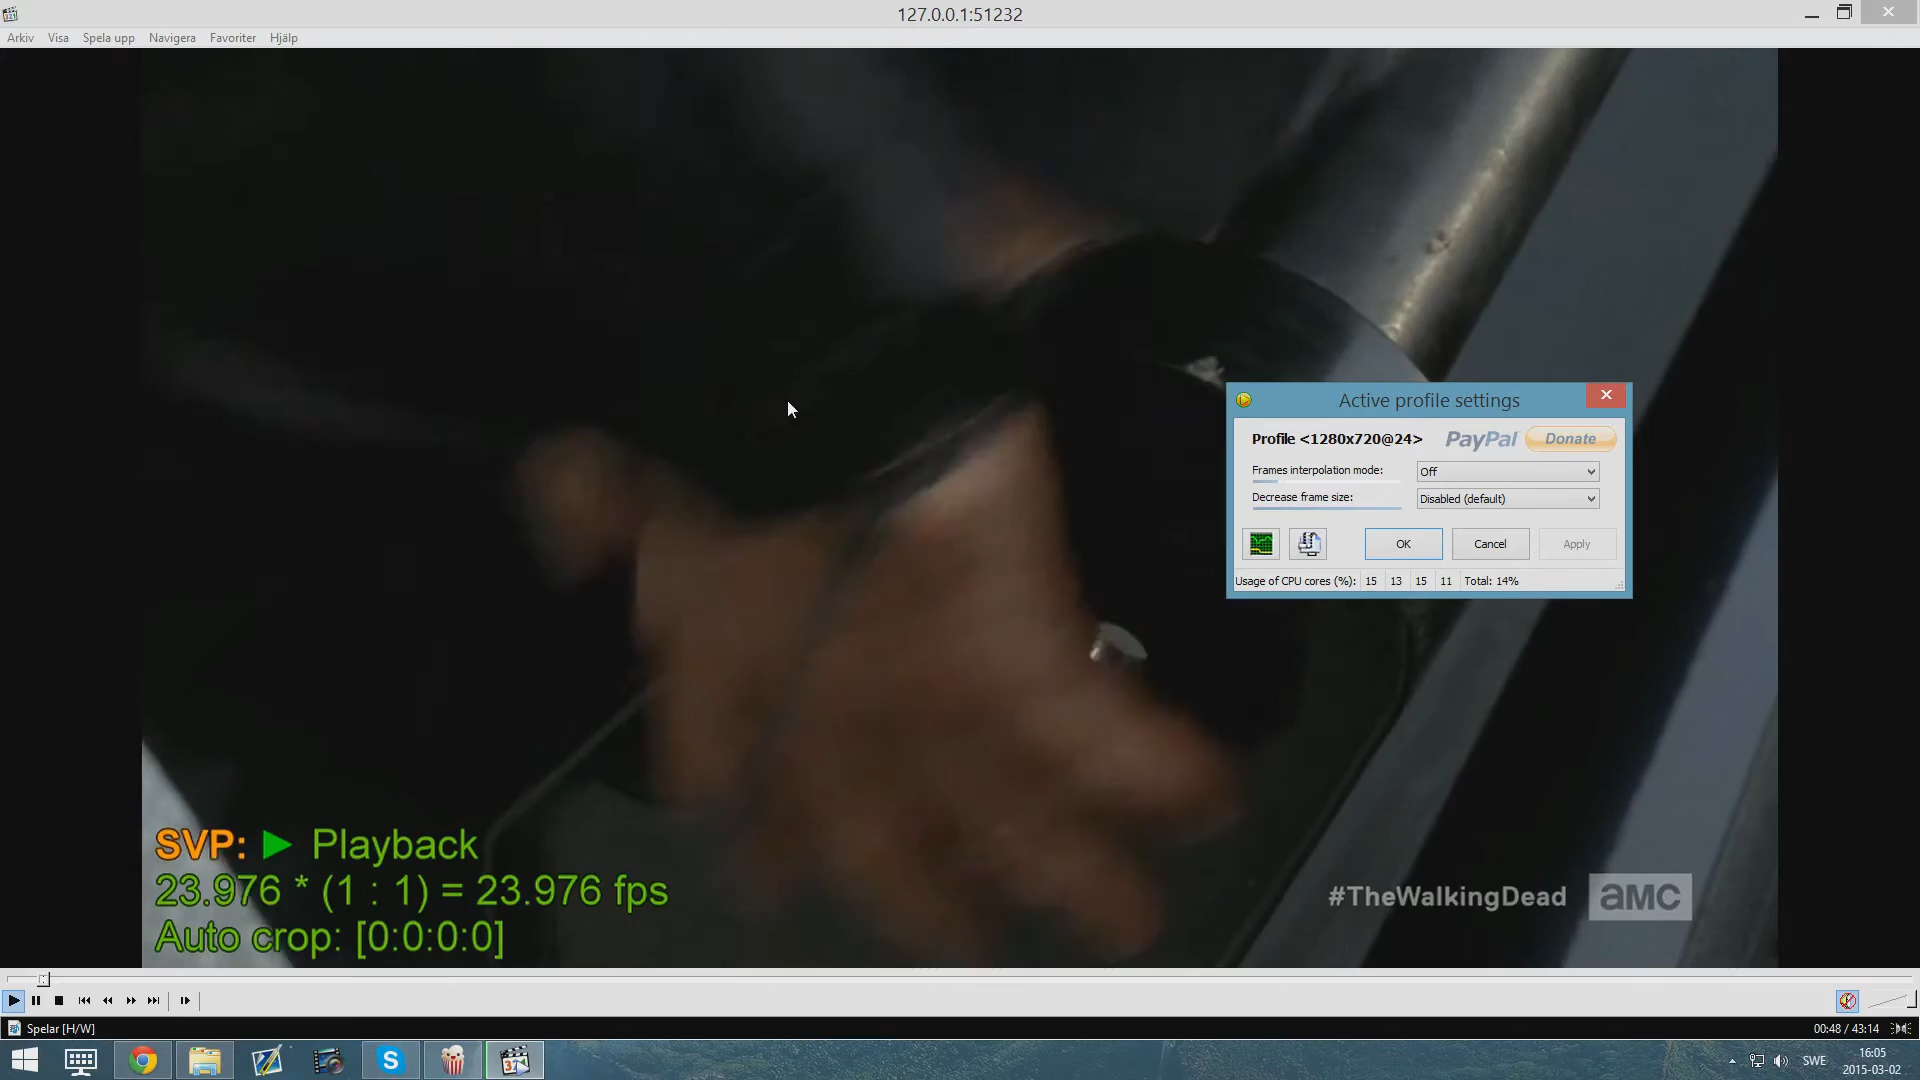 127.0.0.1:51232
Arkiv Visa Spela upp Navigera Favoriter Hjälp
Active profile settings
Profile <1280x720@24> PayPal Donate
Frames interpolation mode: Off
Decrease frame size: Disabled (default)
OK Cancel Apply
Usage of CPU cores (%): 15 13 15 11 Total: 14%
SVP: Playback
23.976 * (1 : 1) = 23.976 fps
Auto crop: [0:0:0:0]
#TheWalkingDead amc
Spelar [H/W] 00:48 / 43:14
SWE 16:05
2015-03-02